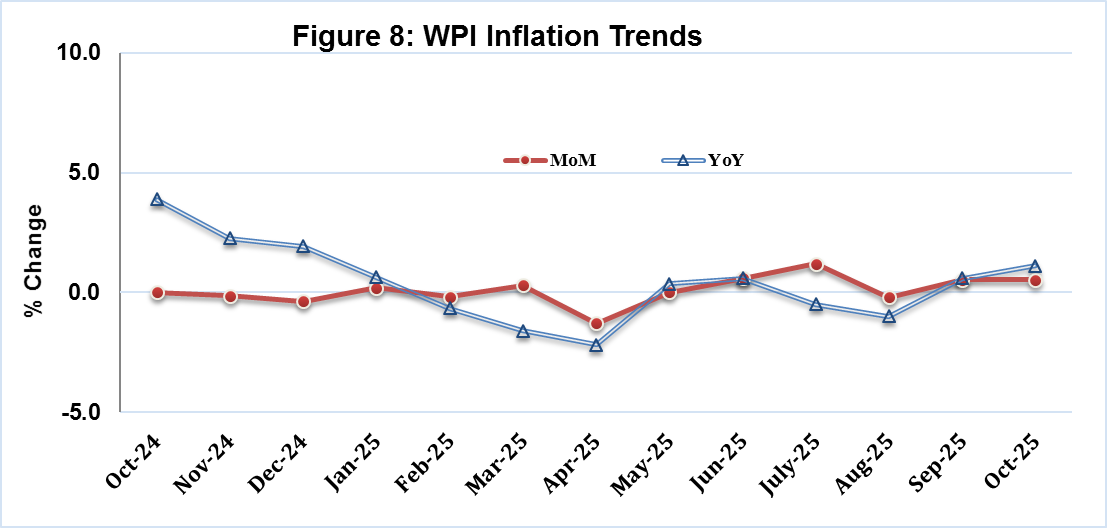 Figure 8: WPI Inflation Trends
10.0
5.0
0.0
-5.0
% Change
MoM
YoY
Oct-24
Nov-24
Dec-24
Jan-25
Feb-25
Mar-25
Apr-25
May-25
Jun-25
July-25
Aug-25
Sep-25
Oct-25